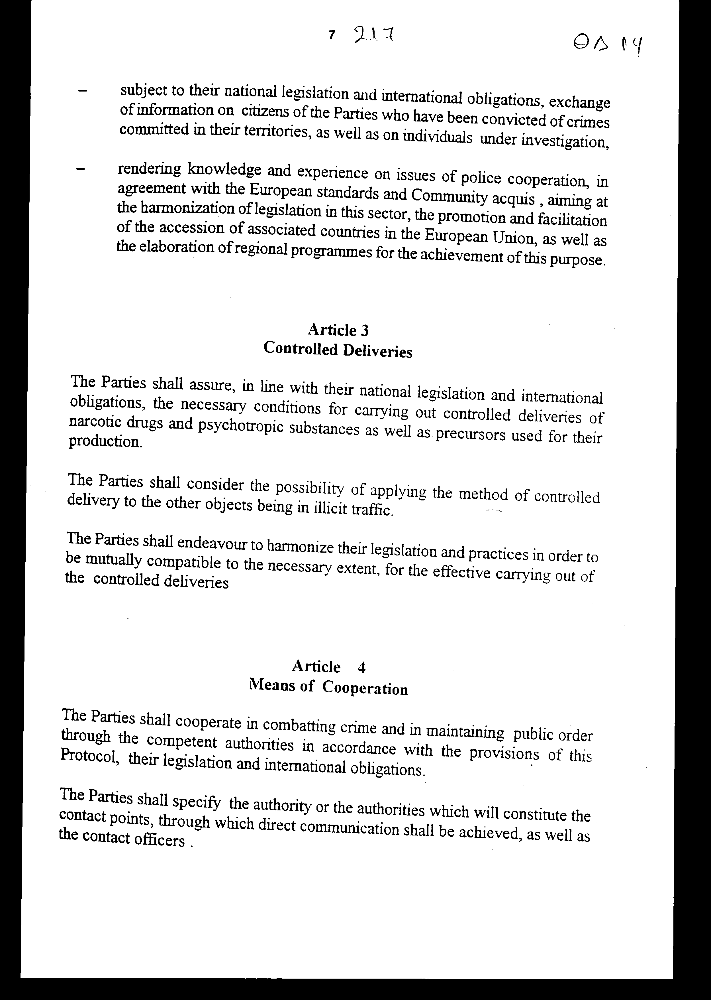 7 217
ΘΔ 14
– subject to their national legislation and international obligations, exchange
of information on citizens of the Parties who have been convicted of crimes
committed in their territories, as well as on individuals under investigation,
– rendering knowledge and experience on issues of police cooperation, in
agreement with the European standards and Community acquis , aiming at
the harmonization of legislation in this sector, the promotion and facilitation
of the accession of associated countries in the European Union, as well as
the elaboration of regional programmes for the achievement of this purpose.
Article 3
Controlled Deliveries
The Parties shall assure, in line with their national legislation and international
obligations, the necessary conditions for carrying out controlled deliveries of
narcotic drugs and psychotropic substances as well as precursors used for their
production.
The Parties shall consider the possibility of applying the method of controlled
delivery to the other objects being in illicit traffic.
The Parties shall endeavour to harmonize their legislation and practices in order to
be mutually compatible to the necessary extent, for the effective carrying out of
the controlled deliveries
Article 4
Means of Cooperation
The Parties shall cooperate in combatting crime and in maintaining public order
through the competent authorities in accordance with the provisions of this
Protocol, their legislation and international obligations.
The Parties shall specify the authority or the authorities which will constitute the
contact points, through which direct communication shall be achieved, as well as
the contact officers .